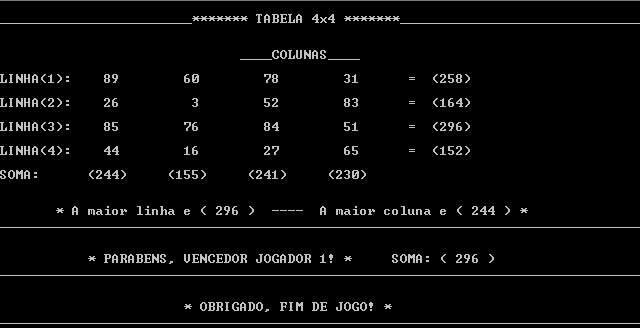 ******* TABELA 4x4 *******
____COLUNAS____
LINHA(1): 89 60 78 31 = (258)
LINHA(2): 26 3 52 83 = (164)
LINHA(3): 85 76 84 51 = (296)
LINHA(4): 44 16 27 65 = (152)
SOMA: (244) (155) (241) (230)
* A maior linha e ( 296 ) ---- A maior coluna e ( 244 ) *
* PARABENS, VENCEDOR JOGADOR 1! * SOMA: ( 296 )
* OBRIGADO, FIM DE JOGO! *